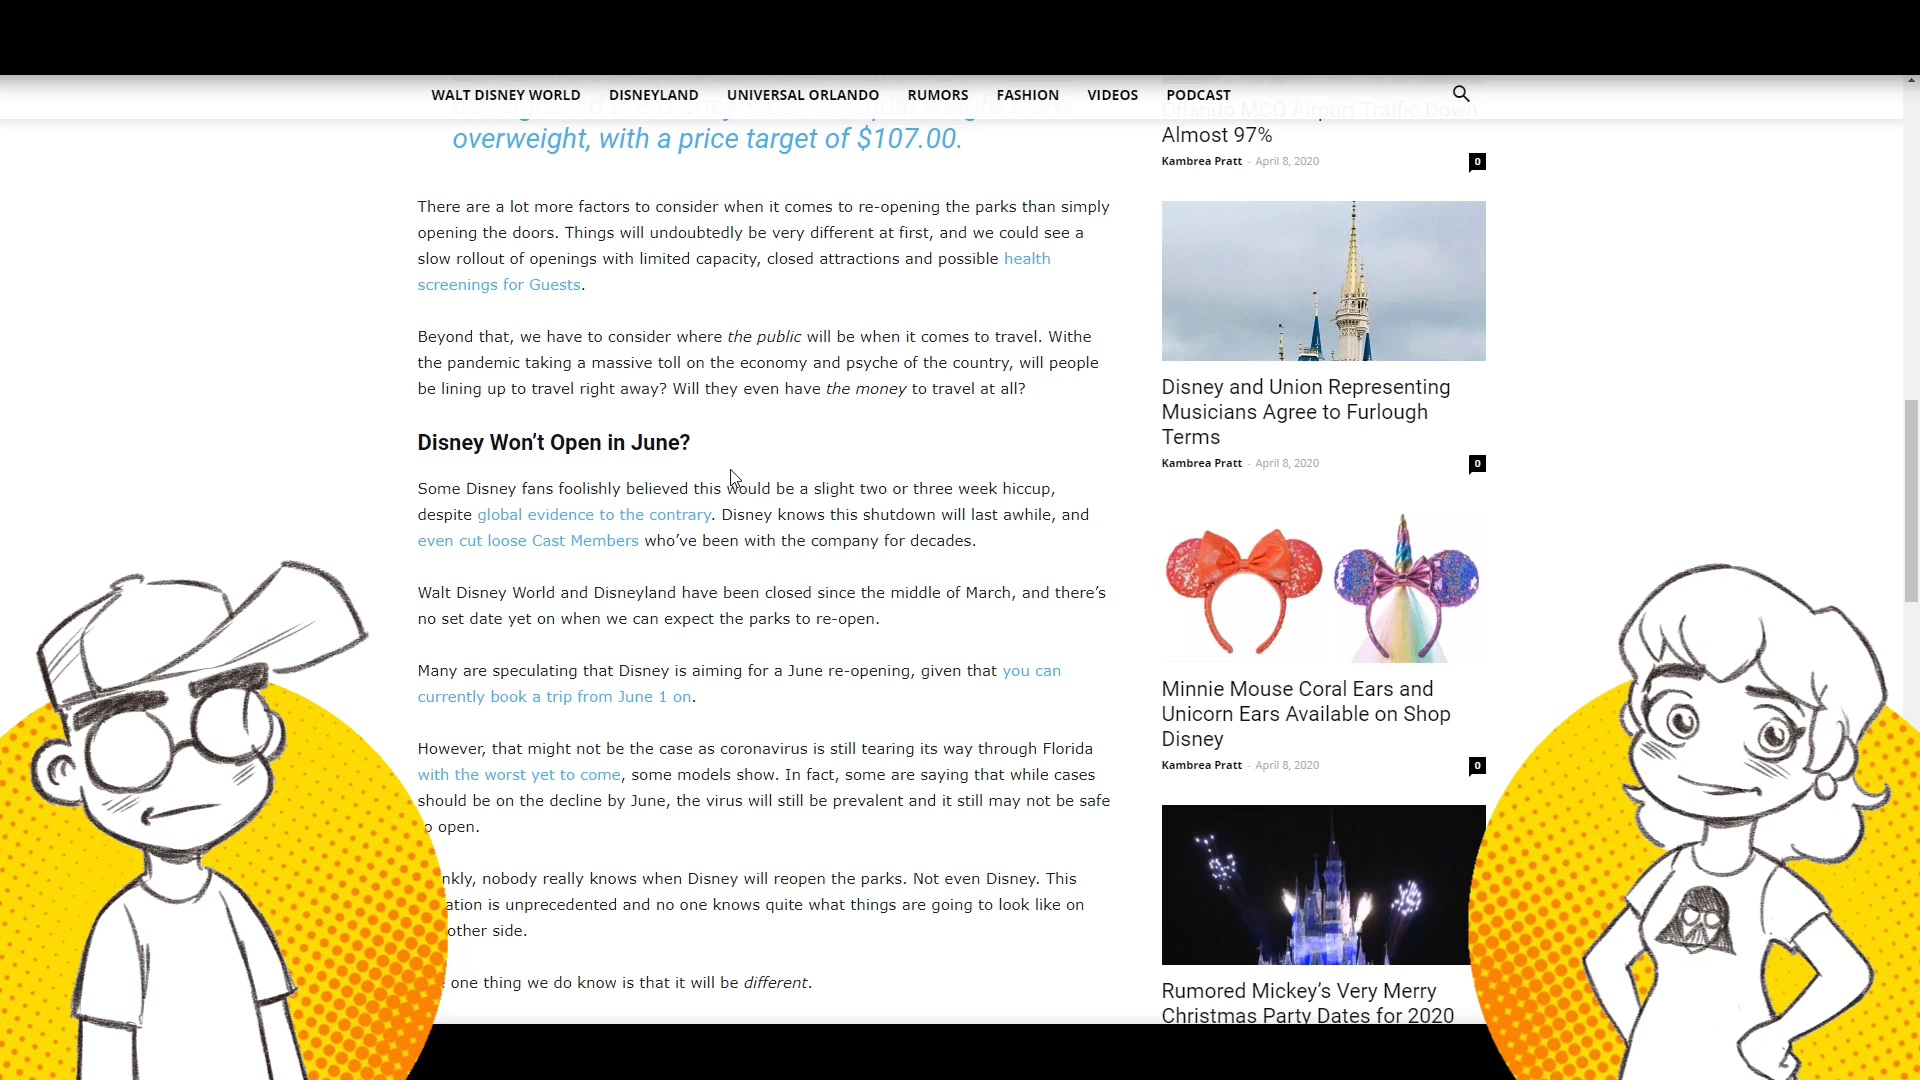 WALT DISNEY WORLD DISNEYLAND UNIVERSAL ORLANDO RUMORS FASHION VIDEOS PODCAST
overweight, with a price target of $107.00.
There are a lot more factors to consider when it comes to re-opening the parks than simply
opening the doors. Things will undoubtedly be very different at first, and we could see a
slow rollout of openings with limited capacity, closed attractions and possible health
screenings for Guests.
Beyond that, we have to consider where the public will be when it comes to travel. Withe
the pandemic taking a massive toll on the economy and psyche of the country, will people
be lining up to travel right away? Will they even have the money to travel at all?
Disney Won’t Open in June?
Some Disney fans foolishly believed this would be a slight two or three week hiccup,
despite global evidence to the contrary. Disney knows this shutdown will last awhile, and
even cut loose Cast Members who’ve been with the company for decades.
Walt Disney World and Disneyland have been closed since the middle of March, and there’s
no set date yet on when we can expect the parks to re-open.
Many are speculating that Disney is aiming for a June re-opening, given that you can
currently book a trip from June 1 on.
However, that might not be the case as coronavirus is still tearing its way through Florida
with the worst yet to come, some models show. In fact, some are saying that while cases
should be on the decline by June, the virus will still be prevalent and it still may not be safe
o open.
nkly, nobody really knows when Disney will reopen the parks. Not even Disney. This
ation is unprecedented and no one knows quite what things are going to look like on
other side.
one thing we do know is that it will be different.
Orlando MCO Airport Traffic Down
Almost 97%
Kambrea Pratt - April 8, 2020
0
Disney and Union Representing
Musicians Agree to Furlough
Terms
Kambrea Pratt - April 8, 2020
0
Minnie Mouse Coral Ears and
Unicorn Ears Available on Shop
Disney
Kambrea Pratt - April 8, 2020
0
Rumored Mickey’s Very Merry
Christmas Party Dates for 2020